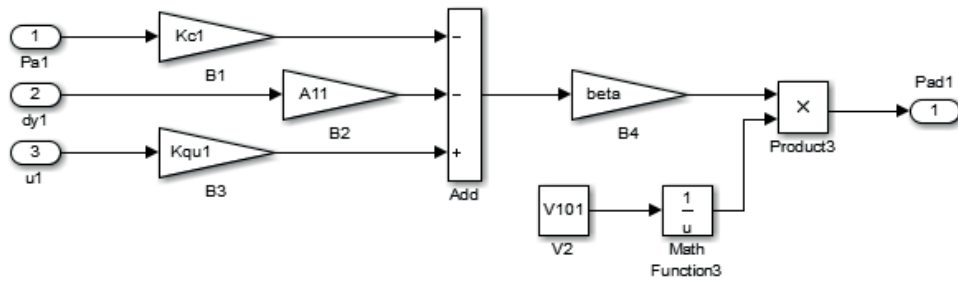 1
Pa1
Kc1
B1
2
dy1
A11
B2
3
u1
Kqu1
B3
−
−
+
Add
beta
B4
V101
V2
1
u
Math
Function3
×
Product3
Pad1
1